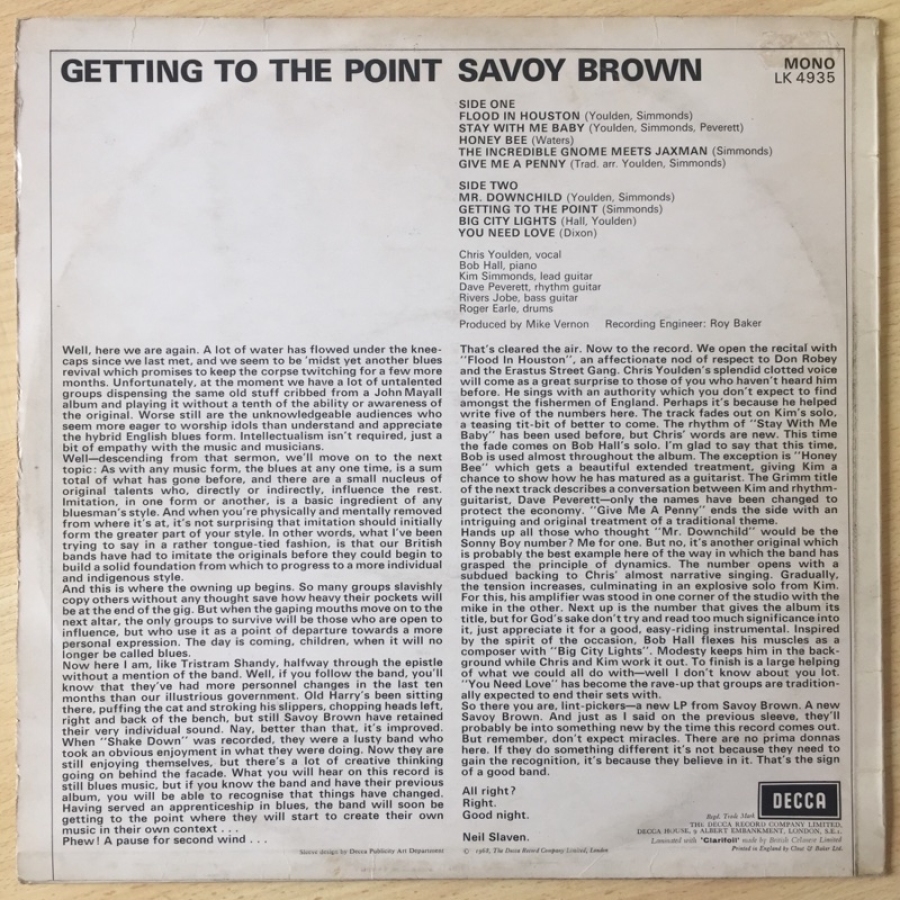 GETTING TO THE POINT SAVOY BROWN
MONO
LK 4935
SIDE ONE
FLOOD IN HOUSTON (Youlden, Simmonds)
STAY WITH ME BABY (Youlden, Simmonds, Peverett)
HONEY BEE (Waters)
THE INCREDIBLE GNOME MEETS JAXMAN (Simmonds)
GIVE ME A PENNY (Trad. arr. Youlden, Simmonds)
SIDE TWO
MR. DOWNCHILD (Youlden, Simmonds)
GETTING TO THE POINT (Simmonds)
BIG CITY LIGHTS (Hall, Youlden)
YOU NEED LOVE (Dixon)
Chris Youlden, vocal
Bob Hall, piano
Kim Simmonds, lead guitar
Dave Peverett, rhythm guitar
Rivers Jobe, bass guitar
Roger Earle, drums
Produced by Mike Vernon Recording Engineer: Roy Baker
Well, here we are again. A lot of water has flowed under the knee-
caps since we last met, and we seem to be 'midst yet another blues
revival which promises to keep the corpse twitching for a few more
months. Unfortunately, at the moment we have a lot of untalented
groups dispensing the same old stuff cribbed from a John Mayall
album and playing it without a tenth of the ability or awareness of
the original. Worse still are the unknowledgeable audiences who
seem more eager to worship idols than understand and appreciate
the hybrid English blues form. Intellectualism isn't required, just a
bit of empathy with the music and musicians.
Well—descending from that sermon, we'll move on to the next
topic: As with any music form, the blues at any one time, is a sum
total of what has gone before, and there are a small nucleus of
original talents who, directly or indirectly, influence the rest.
Imitation, in one form or another, is a basic ingredient of any
bluesman's style. And when you're physically and mentally removed
from where it's at, it's not surprising that imitation should initially
form the greater part of your style. In other words, what I've been
trying to say in a rather tongue-tied fashion, is that our British
bands have had to imitate the originals before they could begin to
build a solid foundation from which to progress to a more individual
and indigenous style.
And this is where the owning up begins. So many groups slavishly
copy others without any thought save how heavy their pockets will
be at the end of the gig. But when the gaping mouths move on to the
next altar, the only groups to survive will be those who are open to
influence, but who use it as a point of departure towards a more
personal expression. The day is coming, children, when it will no
longer be called blues.
Now here I am, like Tristram Shandy, halfway through the epistle
without a mention of the band. Well, if you follow the band, you'll
know that they've had more personnel changes in the last ten
months than our illustrious government. Old Harry's been sitting
there, puffing the cat and stroking his slippers, chopping heads left,
right and back of the bench, but still Savoy Brown have retained
their very individual sound. Nay, better than that, it's improved.
When "Shake Down" was recorded, they were a lusty band who
took an obvious enjoyment in what they were doing. Now they are
still enjoying themselves, but there's a lot of creative thinking
going on behind the facade. What you will hear on this record is
still blues music, but if you know the band and have their previous
album, you will be able to recognise that things have changed.
Having served an apprenticeship in blues, the band will soon be
getting to the point where they will start to create their own
music in their own context . . .
Phew! A pause for second wind . . .
That's cleared the air. Now to the record. We open the recital with
"Flood In Houston", an affectionate nod of respect to Don Robey
and the Erastus Street Gang. Chris Youlden's splendid clotted voice
will come as a great surprise to those of you who haven't heard him
before. He sings with an authority which you don't expect to find
amongst the fishermen of England. Perhaps it's because he helped
write five of the numbers here. The track fades out on Kim's solo,
a teasing tit-bit of better to come. The rhythm of "Stay With Me
Baby" has been used before, but Chris' words are new. This time
the fade comes on Bob Hall's solo. I'm glad to say that this time,
Bob is used almost throughout the album. The exception is "Honey
Bee" which gets a beautiful extended treatment, giving Kim a
chance to show how he has matured as a guitarist. The Grimm title
of the next track describes a conversation between Kim and rhythm-
guitarist, Dave Peverett—only the names have been changed to
protect the economy. "Give Me A Penny" ends the side with an
intriguing and original treatment of a traditional theme.
Hands up all those who thought "Mr. Downchild" would be the
Sonny Boy number? Me for one. But no, it's another original which
is probably the best example here of the way in which the band has
grasped the principle of dynamics. The number opens with a
subdued backing to Chris' almost narrative singing. Gradually,
the tension increases, culminating in an explosive solo from Kim.
For this, his amplifier was stood in one corner of the studio with the
mike in the other. Next up is the number that gives the album its
title, but for God's sake don't try and read too much significance into
it, just appreciate it for a good, easy-riding instrumental. Inspired
by the spirit of the occasion, Bob Hall flexes his muscles as a
composer with "Big City Lights". Modesty keeps him in the back-
ground while Chris and Kim work it out. To finish is a large helping
of what we could all do with—well I don't know about you lot.
"You Need Love" has become the rave-up that groups are tradition-
ally expected to end their sets with.
So there you are, lint-pickers—a new LP from Savoy Brown. A new
Savoy Brown. And just as I said on the previous sleeve, they'll
probably be into something new by the time this record comes out.
But remember, don't expect miracles. There are no prima donnas
here. If they do something different it's not because they need to
gain the recognition, it's because they believe in it. That's the sign
of a good band.
All right?
Right.
Good night.
Neil Slaven.
DECCA
Regd. Trade Mark
THE DECCA RECORD COMPANY LIMITED,
DECCA HOUSE, 9 ALBERT EMBANKMENT, LONDON, S.E.1.
Laminated with 'Clarifoil' made by British Celanese Limited
Printed in England by Clout & Baker Ltd.
Sleeve design by Decca Publicity Art Department
© 1968, The Decca Record Company Limited, London